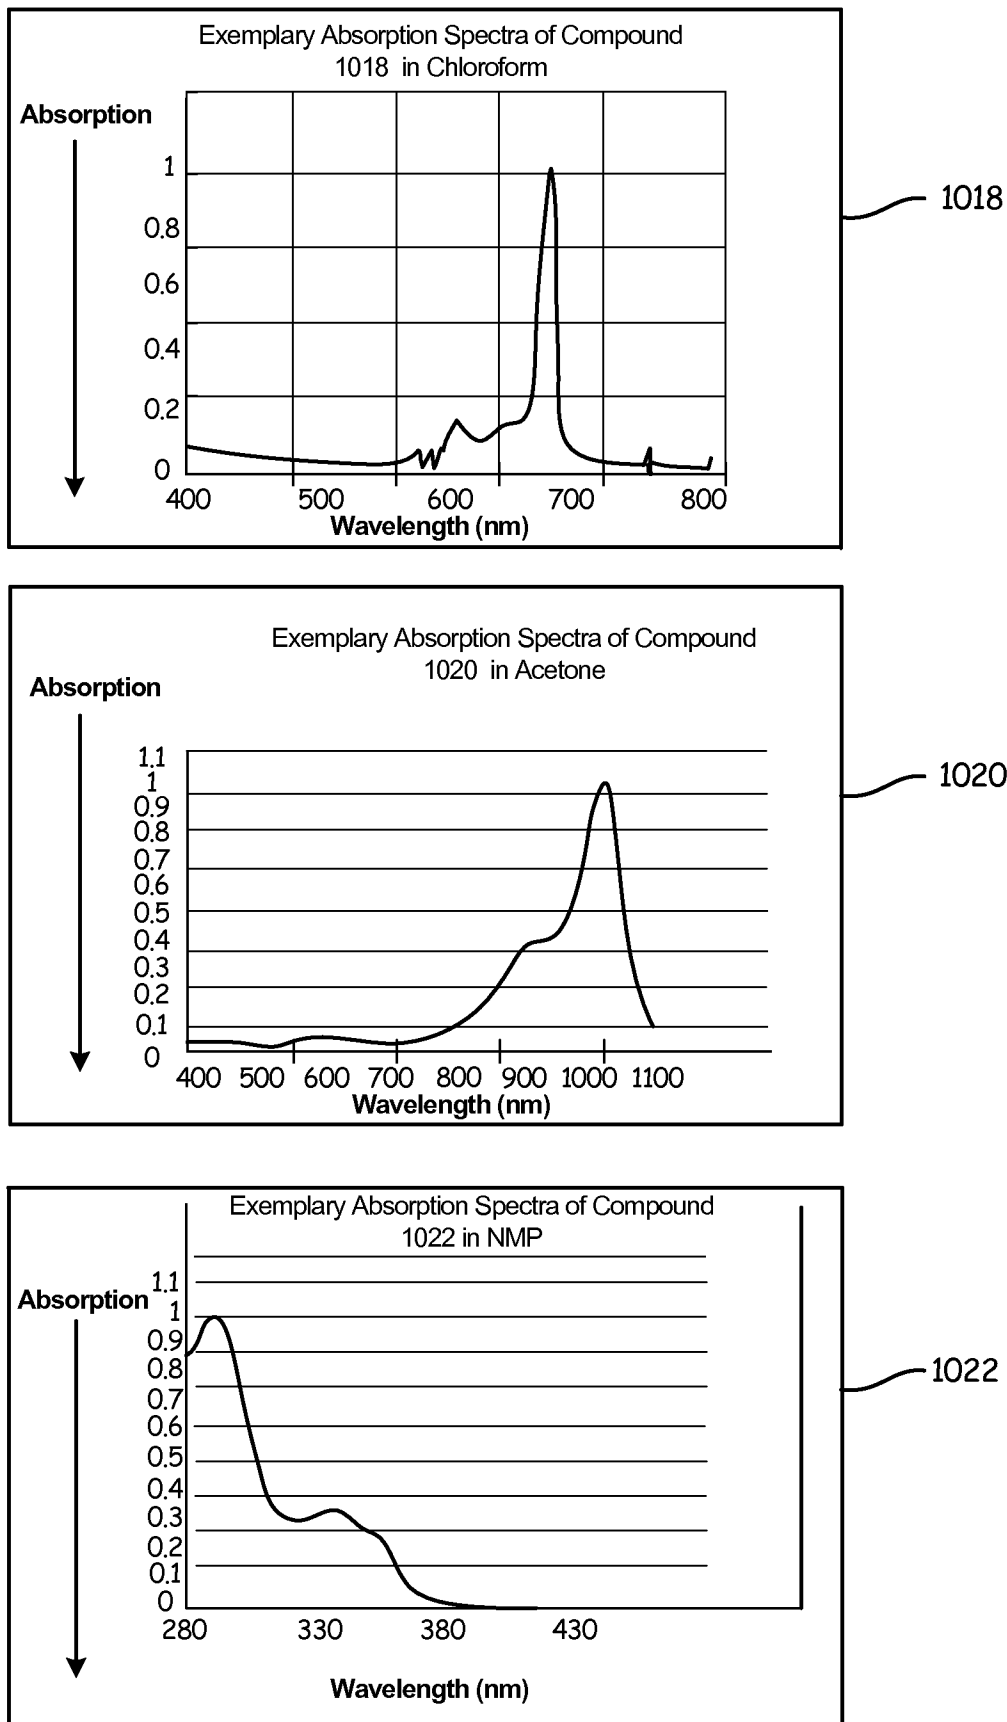 Exemplary Absorption Spectra of Compound
1018 in Chloroform
Absorption
1
0.8
0.6
0.4
0.2
0
400 500 600 700 800
Wavelength (nm)
1018
Exemplary Absorption Spectra of Compound
1020 in Acetone
Absorption
1.1
1
0.9
0.8
0.7
0.6
0.5
0.4
0.3
0.2
0.1
0
400 500 600 700 800 900 1000 1100
Wavelength (nm)
1020
Exemplary Absorption Spectra of Compound
1022 in NMP
Absorption
1.1
1
0.9
0.8
0.7
0.6
0.5
0.4
0.3
0.2
0.1
0
280 330 380 430
Wavelength (nm)
1022